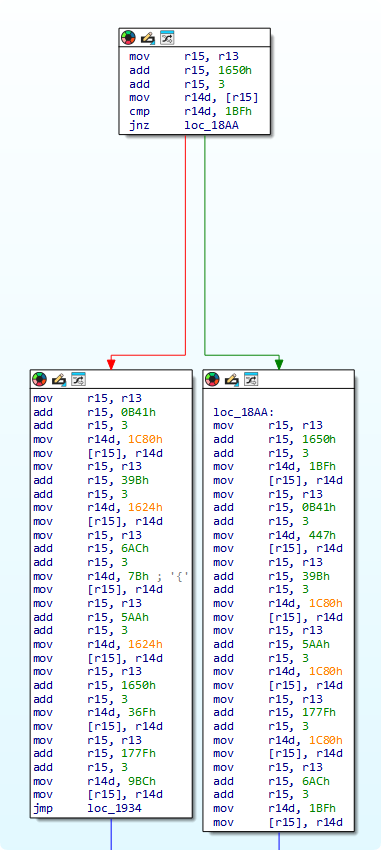 mov r15, r13
add r15, 1650h
add r15, 3
mov r14d, [r15]
cmp r14d, 1BFh
jnz loc_18AA
mov r15, r13
add r15, 0B41h
add r15, 3
mov r14d, 1C80h
mov [r15], r14d
mov r15, r13
add r15, 39Bh
add r15, 3
mov r14d, 1624h
mov [r15], r14d
mov r15, r13
add r15, 6ACh
add r15, 3
mov r14d, 7Bh ; '{'
mov [r15], r14d
mov r15, r13
add r15, 5AAh
add r15, 3
mov r14d, 1624h
mov [r15], r14d
mov r15, r13
add r15, 1650h
add r15, 3
mov r14d, 36Fh
mov [r15], r14d
mov r15, r13
add r15, 177Fh
add r15, 3
mov r14d, 9BCh
mov [r15], r14d
jmp loc_1934
loc_18AA:
mov r15, r13
add r15, 1650h
add r15, 3
mov r14d, 1BFh
mov [r15], r14d
mov r15, r13
add r15, 0B41h
add r15, 3
mov r14d, 447h
mov [r15], r14d
mov r15, r13
add r15, 39Bh
add r15, 3
mov r14d, 1C80h
mov [r15], r14d
mov r15, r13
add r15, 5AAh
add r15, 3
mov r14d, 1C80h
mov [r15], r14d
mov r15, r13
add r15, 177Fh
add r15, 3
mov r14d, 1C80h
mov [r15], r14d
mov r15, r13
add r15, 6ACh
add r15, 3
mov r14d, 1BFh
mov [r15], r14d